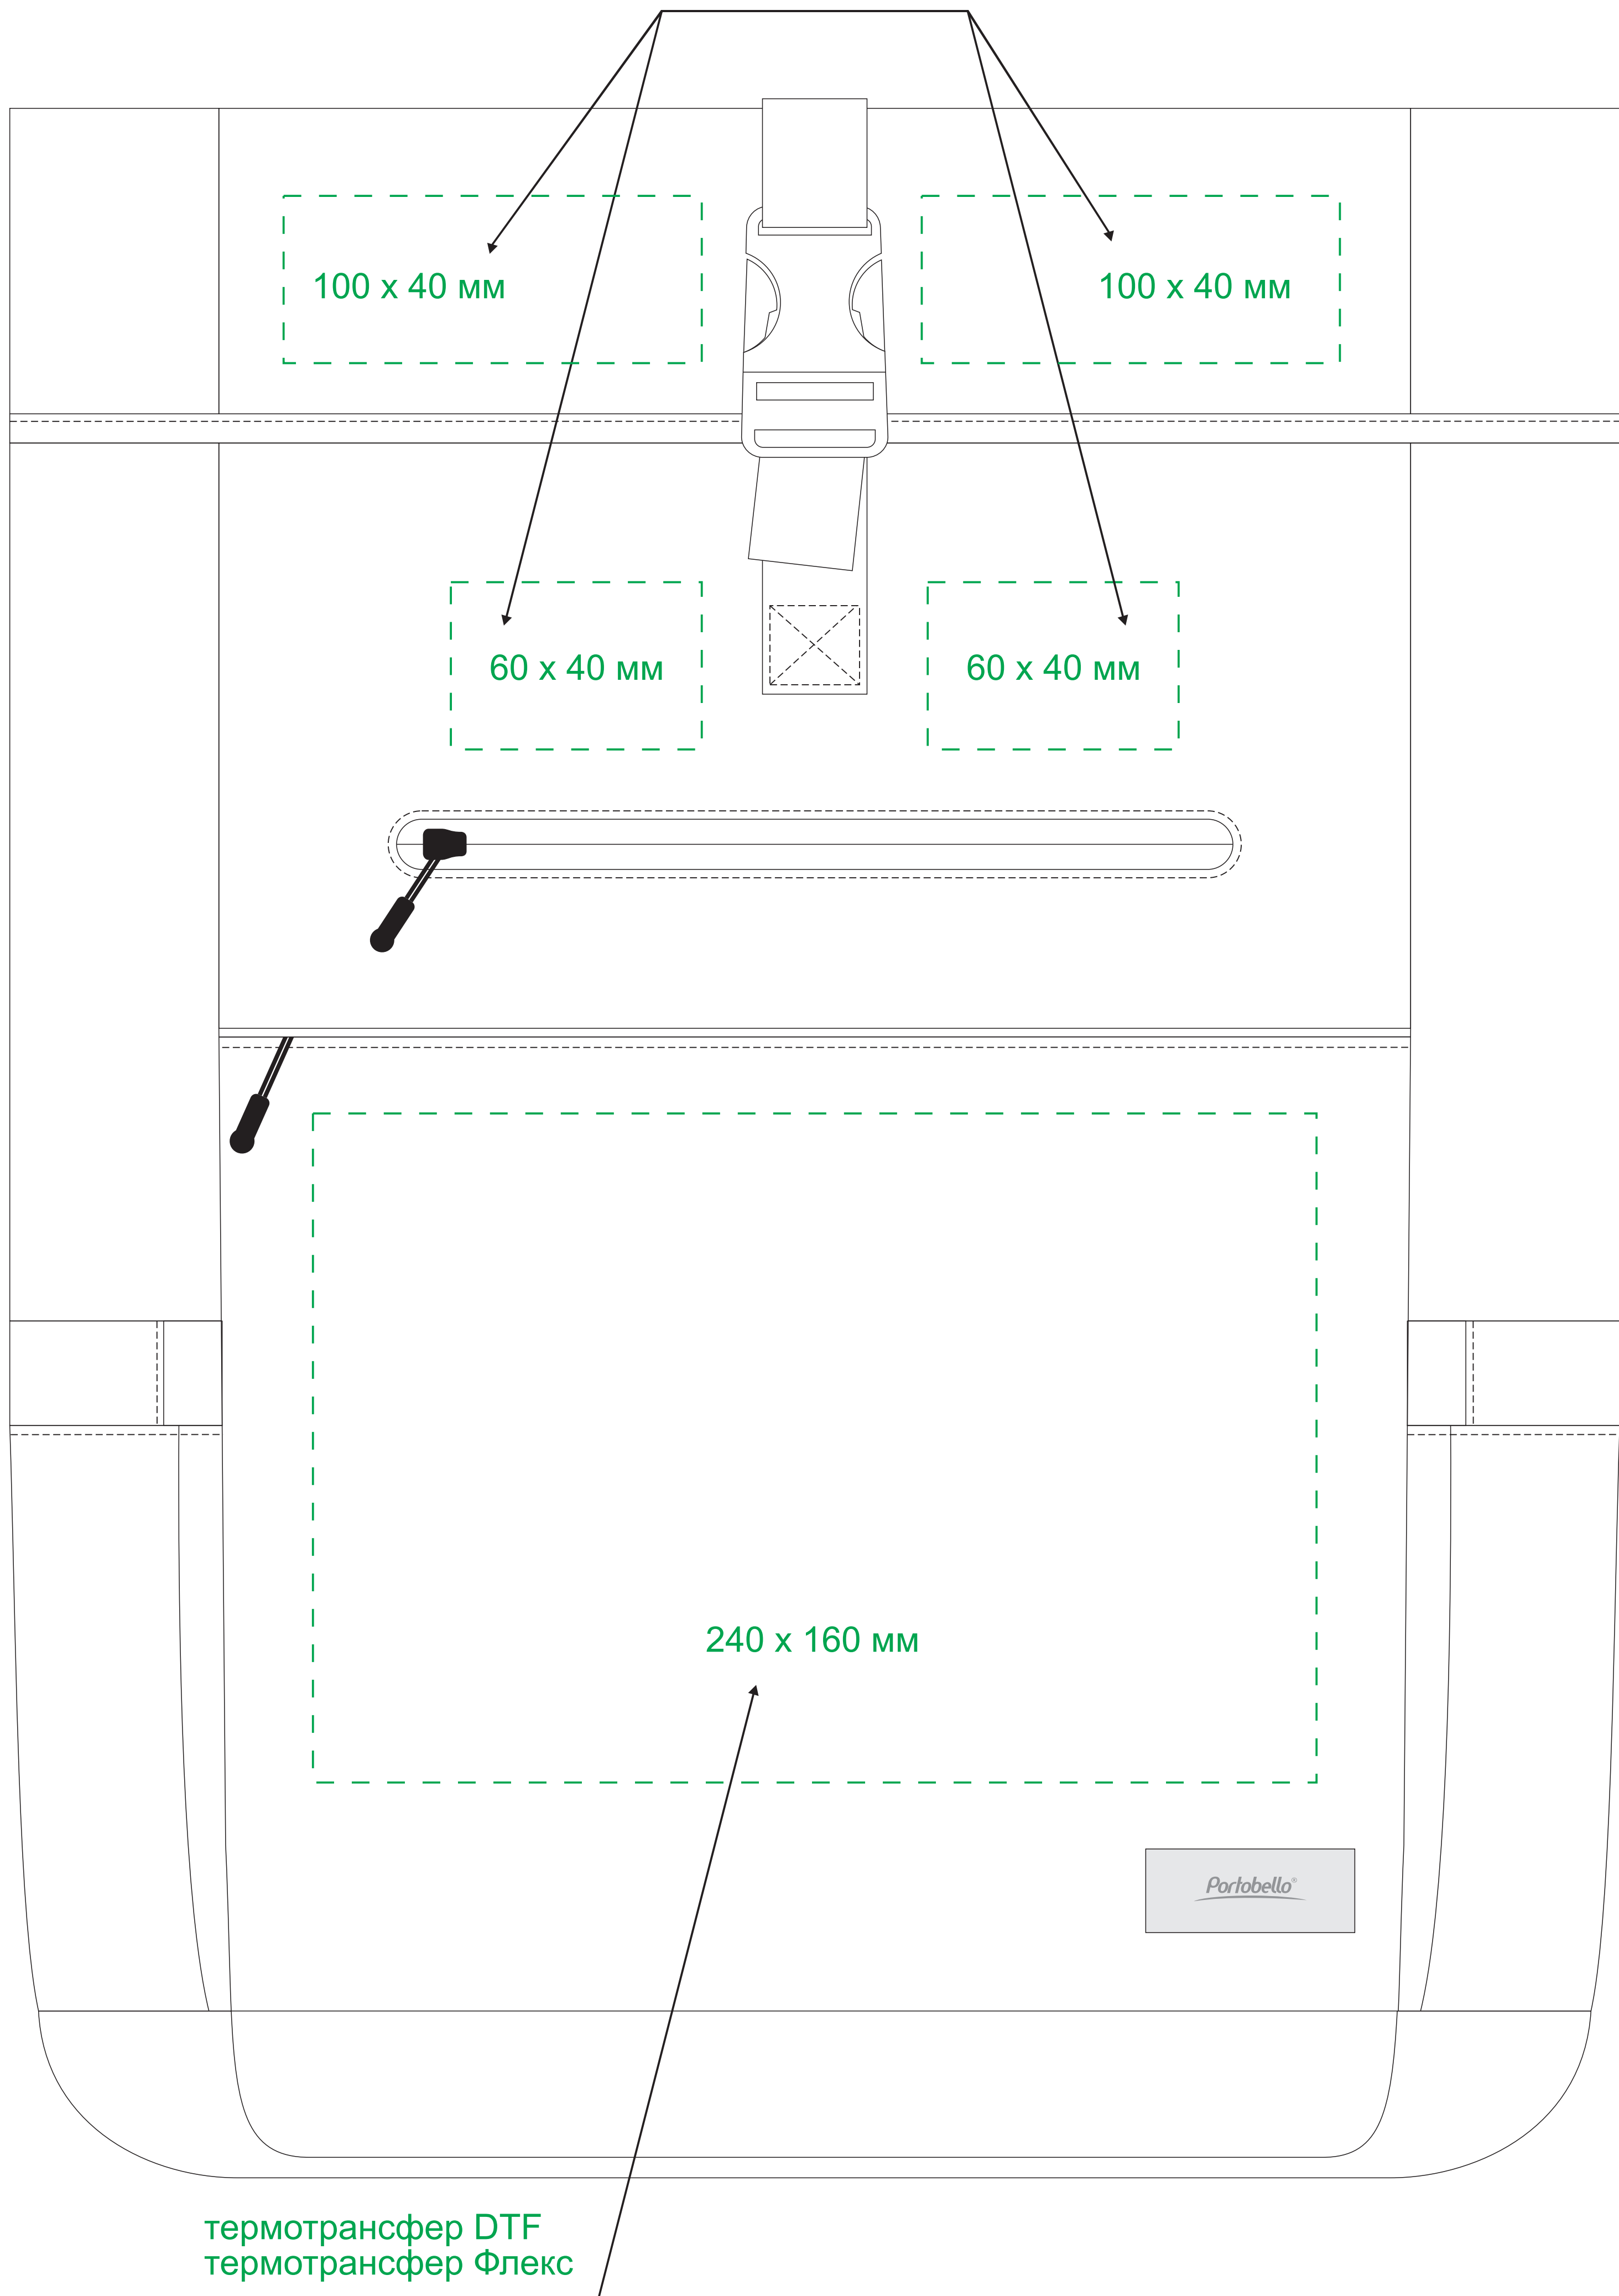 100 x 40 мм
100 x 40 мм
60 x 40 мм
60 x 40 мм
240 x 160 мм
Portobello®
термотрансфер DTF
термотрансфер Флекс